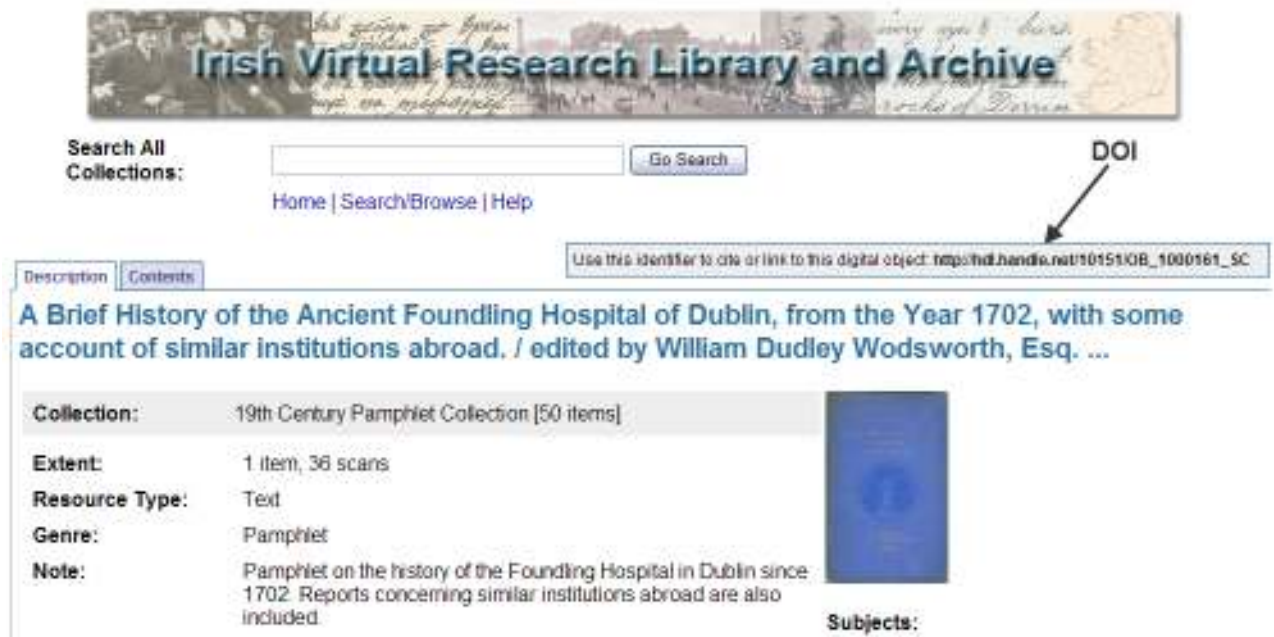 Irish Virtual Research Library and Archive
Search All
Collections:
Go Search
DOI
Home | Search/Browse | Help
Use this identifier to cite or link to this digital object: http://hdl.handle.net/10151/OB_1000161_SC
Description Contents
A Brief History of the Ancient Foundling Hospital of Dublin, from the Year 1702, with some
account of similar institutions abroad. / edited by William Dudley Wodsworth, Esq. ...
Collection: 19th Century Pamphlet Collection [50 items]
Extent: 1 item, 36 scans
Resource Type: Text
Genre: Pamphlet
Note: Pamphlet on the history of the Foundling Hospital in Dublin since
1702. Reports concerning similar institutions abroad are also
included.
Subjects: